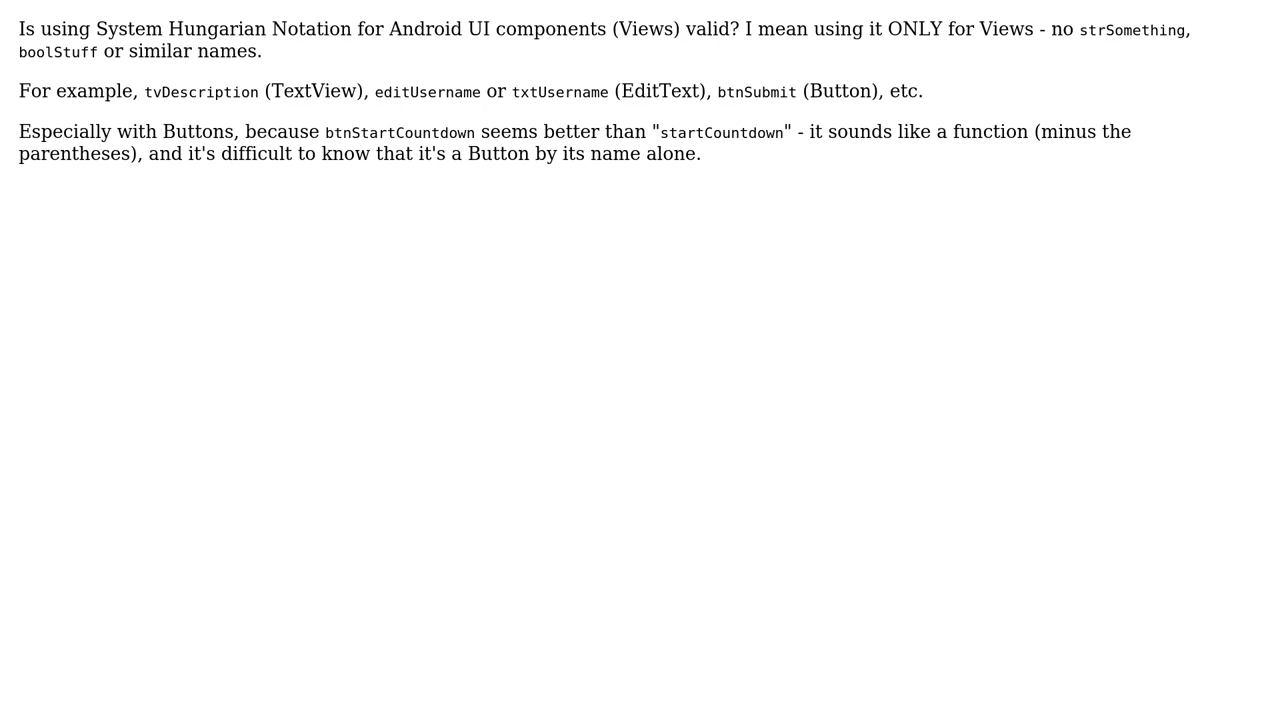 Is using System Hungarian Notation for Android UI components (Views) valid? I mean using it ONLY for Views - no strSomething,
boolStuff or similar names.
For example, tvDescription (TextView), editUsername or txtUsername (EditText), btnSubmit (Button), etc.
Especially with Buttons, because btnStartCountdown seems better than "startCountdown" - it sounds like a function (minus the
parentheses), and it's difficult to know that it's a Button by its name alone.